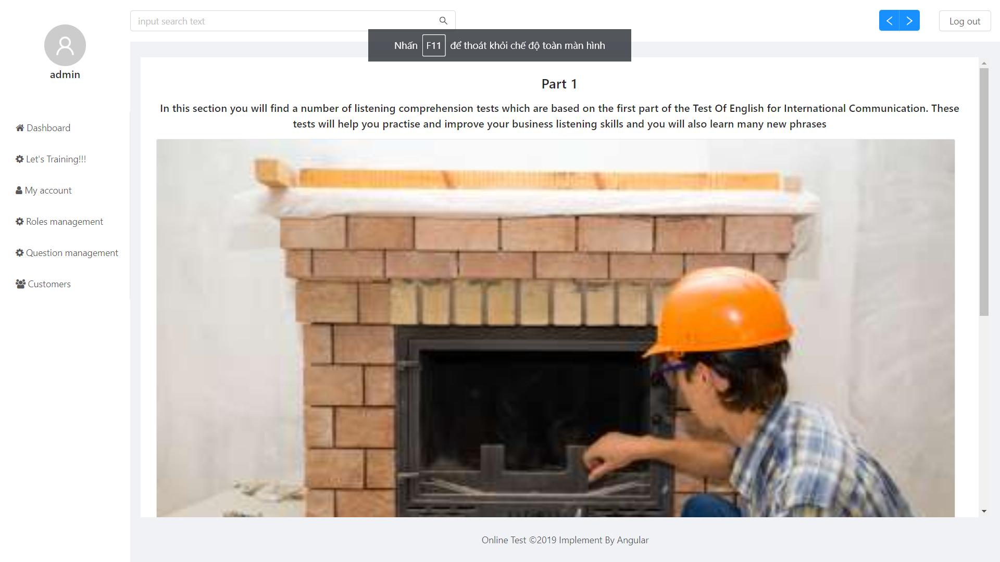 input search text
Log out
Nhấn F11 để thoát khỏi chế độ toàn màn hình
admin
Dashboard
Let's Training!!!
My account
Roles management
Question management
Customers
Part 1
In this section you will find a number of listening comprehension tests which are based on the first part of the Test Of English for International Communication. These
tests will help you practise and improve your business listening skills and you will also learn many new phrases
Online Test ©2019 Implement By Angular